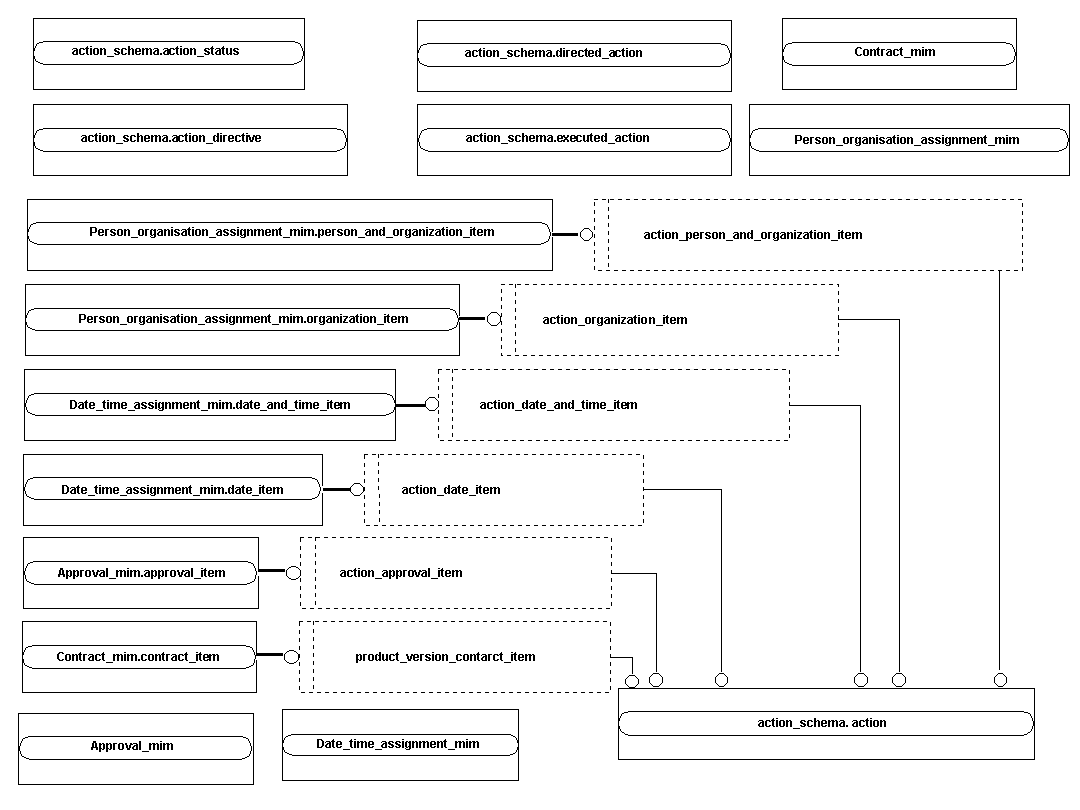 action_schema.action_status
action_schema.directed_action
Contract_mim
action_schema.action_directive
action_schema.executed_action
Person_organisation_assignment_mim
Person_organisation_assignment_mim.person_and_organization_item
action_person_and_organization_item
Person_organisation_assignment_mim.organization_item
action_organization_item
Date_time_assignment_mim.date_and_time_item
action_date_and_time_item
Date_time_assignment_mim.date_item
action_date_item
Approval_mim.approval_item
action_approval_item
Contract_mim.contract_item
product_version_contarct_item
action_schema. action
Approval_mim
Date_time_assignment_mim